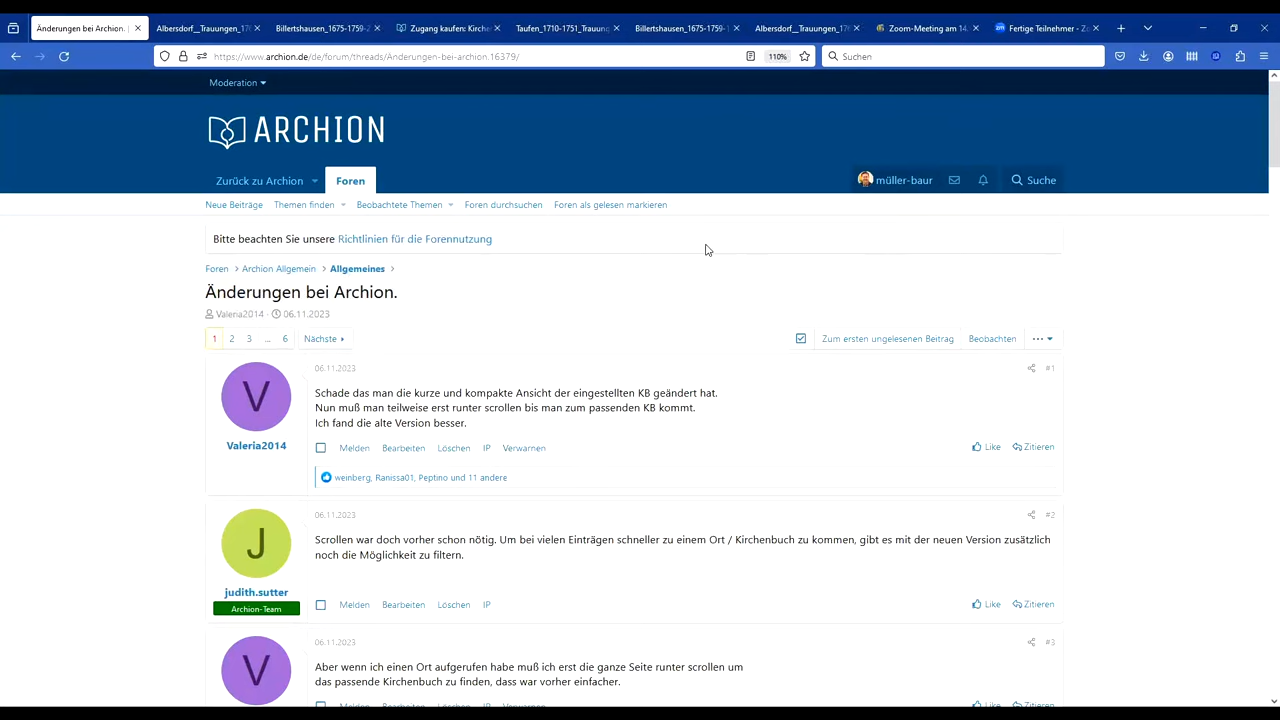 Änderungen bei Archion.
Albersdorf__Trauungen_17
Billertshausen_1675-1759-2
Zugang kaufen: Kirche
Taufen_1710-1751_Trauung
Billertshausen_1675-1759-1
Albersdorf__Trauungen_17
Zoom-Meeting am 14.
Fertige Teilnehmer - Zo
https://www.archion.de/de/forum/threads/Änderungen-bei-archion.16379/
110%
Suchen
Moderation
ARCHION
Zurück zu Archion
Foren
müller-baur
Suche
Neue Beiträge Themen finden Beobachtete Themen Foren durchsuchen Foren als gelesen markieren
Bitte beachten Sie unsere Richtlinien für die Forennutzung
Foren > Archion Allgemein > Allgemeines >
Änderungen bei Archion.
Valeria2014 · 06.11.2023
1 2 3 ... 6 Nächste
Zum ersten ungelesenen Beitrag Beobachten
06.11.2023 #1
V
Valeria2014
Schade das man die kurze und kompakte Ansicht der eingestellten KB geändert hat.
Nun muß man teilweise erst runter scrollen bis man zum passenden KB kommt.
Ich fand die alte Version besser.
Melden Bearbeiten Löschen IP Verwarnen
Like Zitieren
weinberg, Ranissa01, Peptino und 11 andere
06.11.2023 #2
J
judith.sutter
Archion-Team
Scrollen war doch vorher schon nötig. Um bei vielen Einträgen schneller zu einem Ort / Kirchenbuch zu kommen, gibt es mit der neuen Version zusätzlich
noch die Möglichkeit zu filtern.
Melden Bearbeiten Löschen IP
Like Zitieren
06.11.2023 #3
V
Aber wenn ich einen Ort aufgerufen habe muß ich erst die ganze Seite runter scrollen um
das passende Kirchenbuch zu finden, dass war vorher einfacher.
Melden Bearbeiten Löschen IP Verwarnen
Like Zitieren